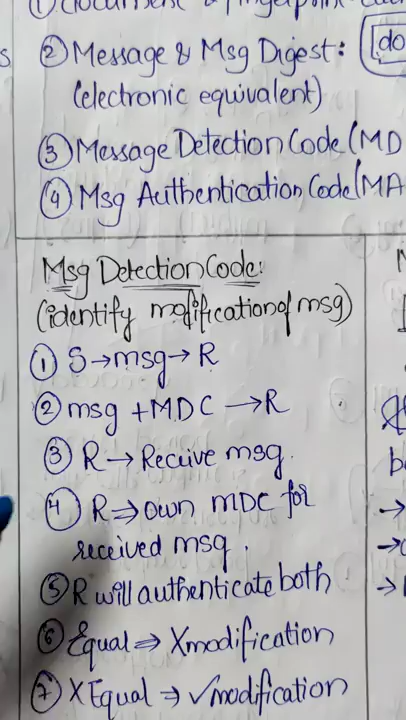 ② Message & Msg Digest: do
(electronic equivalent)
③ Message Detection Code (MD
④ Msg Authentication Code (MA
Msg Detection Code:
(identify modification of msg)
① S → msg → R
② msg + MDC → R
③ R → Receive msg.
④ R ⇒ own MDC for
received msg.
⑤ R will authenticate both
⑥ Equal ⇒ X modification
⑦ X Equal → ✓ modification